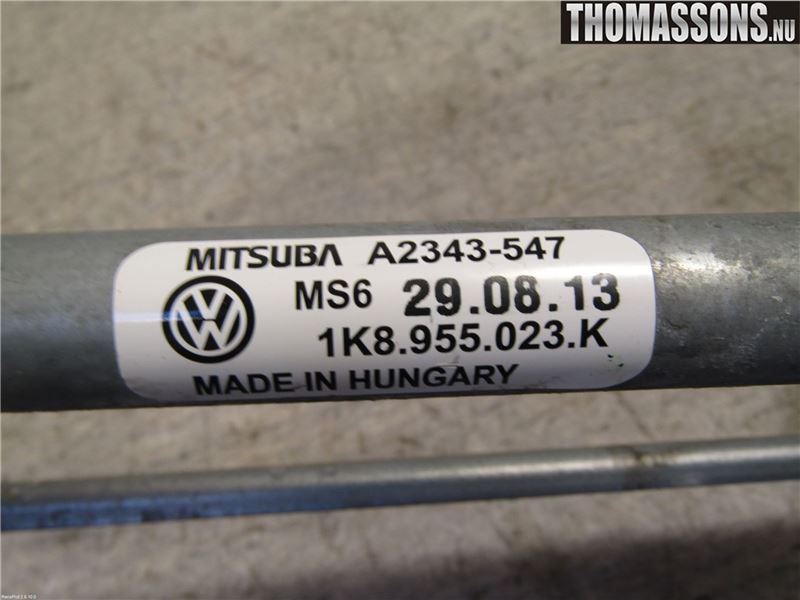 THOMASSONS.NU
MITSUBA A2343-547
MS6 29.08.13
1K8.955.023.K
MADE IN HUNGARY